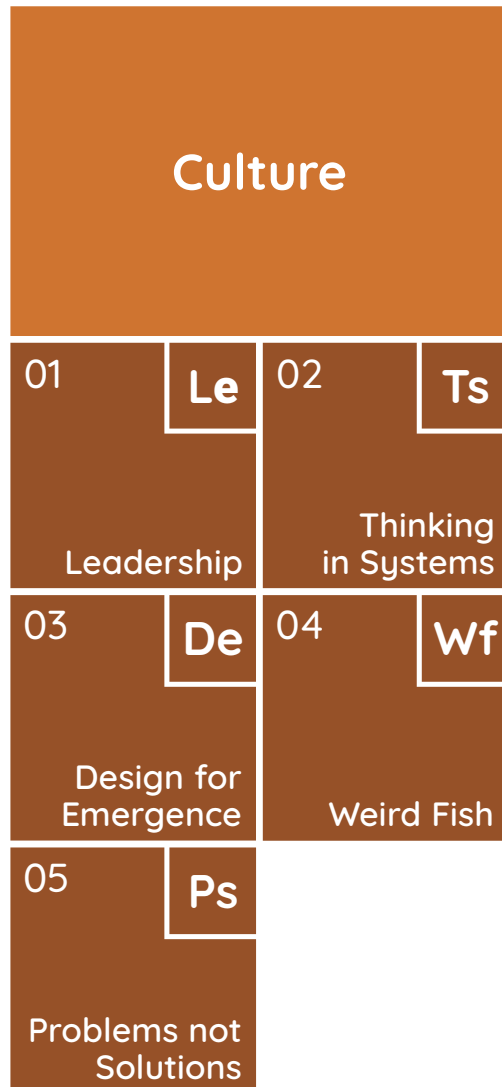 Culture
01
Le
Leadership
02
Ts
Thinking
in Systems
03
De
Design for
Emergence
04
Wf
Weird Fish
05
Ps
Problems not
Solutions